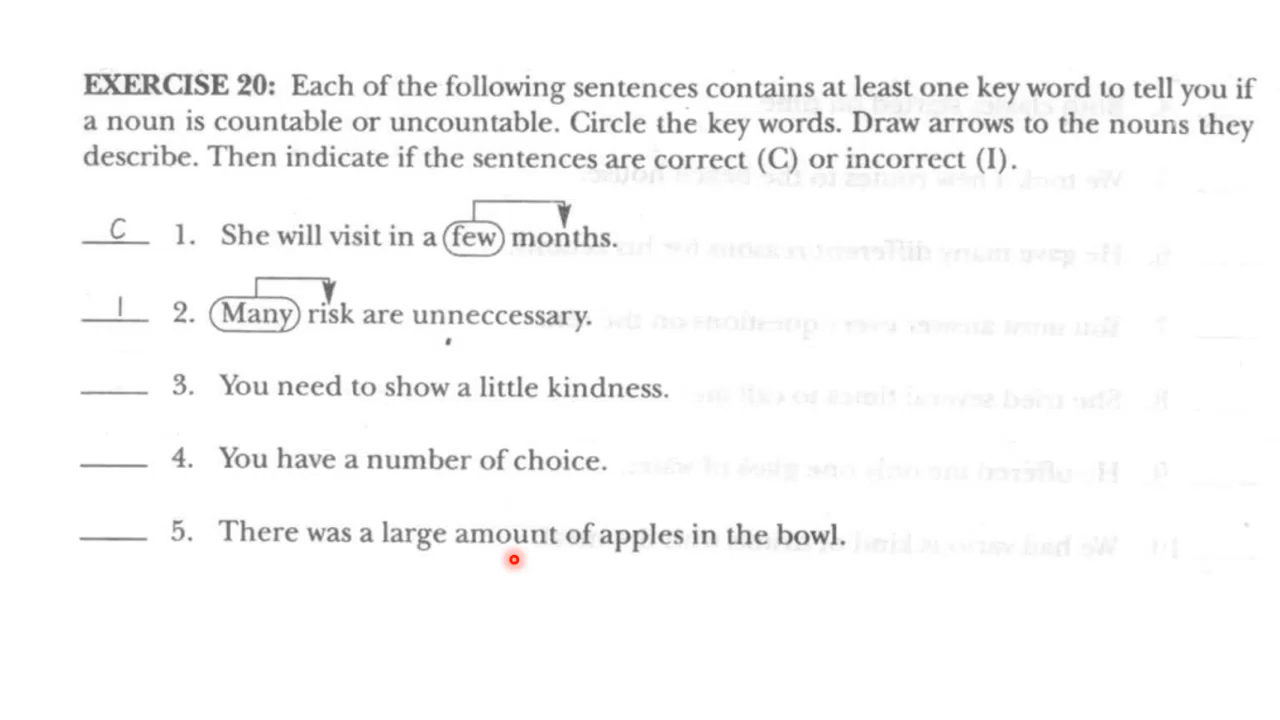 EXERCISE 20: Each of the following sentences contains at least one key word to tell you if
a noun is countable or uncountable. Circle the key words. Draw arrows to the nouns they
describe. Then indicate if the sentences are correct (C) or incorrect (I).
C 1. She will visit in a few months.
I 2. Many risk are unneccessary.
___ 3. You need to show a little kindness.
___ 4. You have a number of choice.
___ 5. There was a large amount of apples in the bowl.